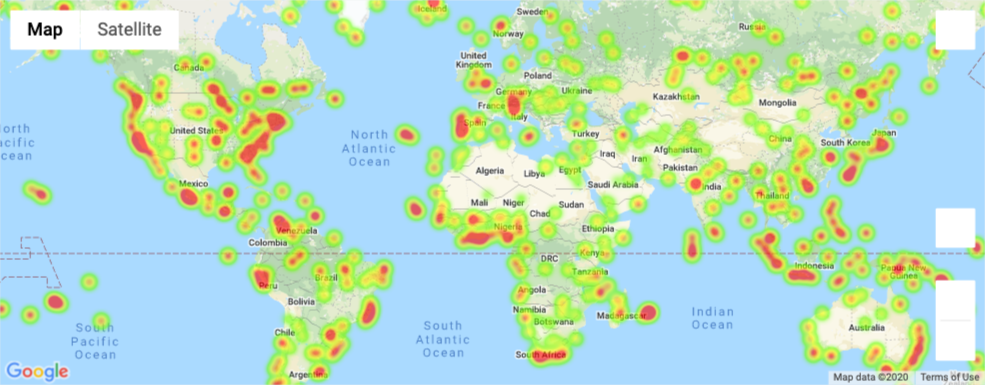 Map Satellite
Iceland
Sweden
Russia
Norway
Canada
United
Kingdom
Poland
Germany
Ukraine
Kazakhstan
France
Mongolia
Italy
Spain
United States
North
Atlantic
Ocean
Turkey
China
Japan
South Korea
Afghanistan
Iraq
Iran
Algeria
Libya
Egypt
Pakistan
Mexico
Saudi Arabia
India
Thailand
Mali
Niger
Sudan
Chad
Nigeria
Ethiopia
Venezuela
Colombia
DRC
Kenya
Indonesia
Papua New
Guinea
Tanzania
Brazil
Peru
Angola
Bolivia
Namibia
Botswana
Madagascar
Indian
Ocean
Australia
South
Pacific
Ocean
South
Atlantic
Ocean
Chile
South Africa
Google
Map data ©2020 Terms of Use